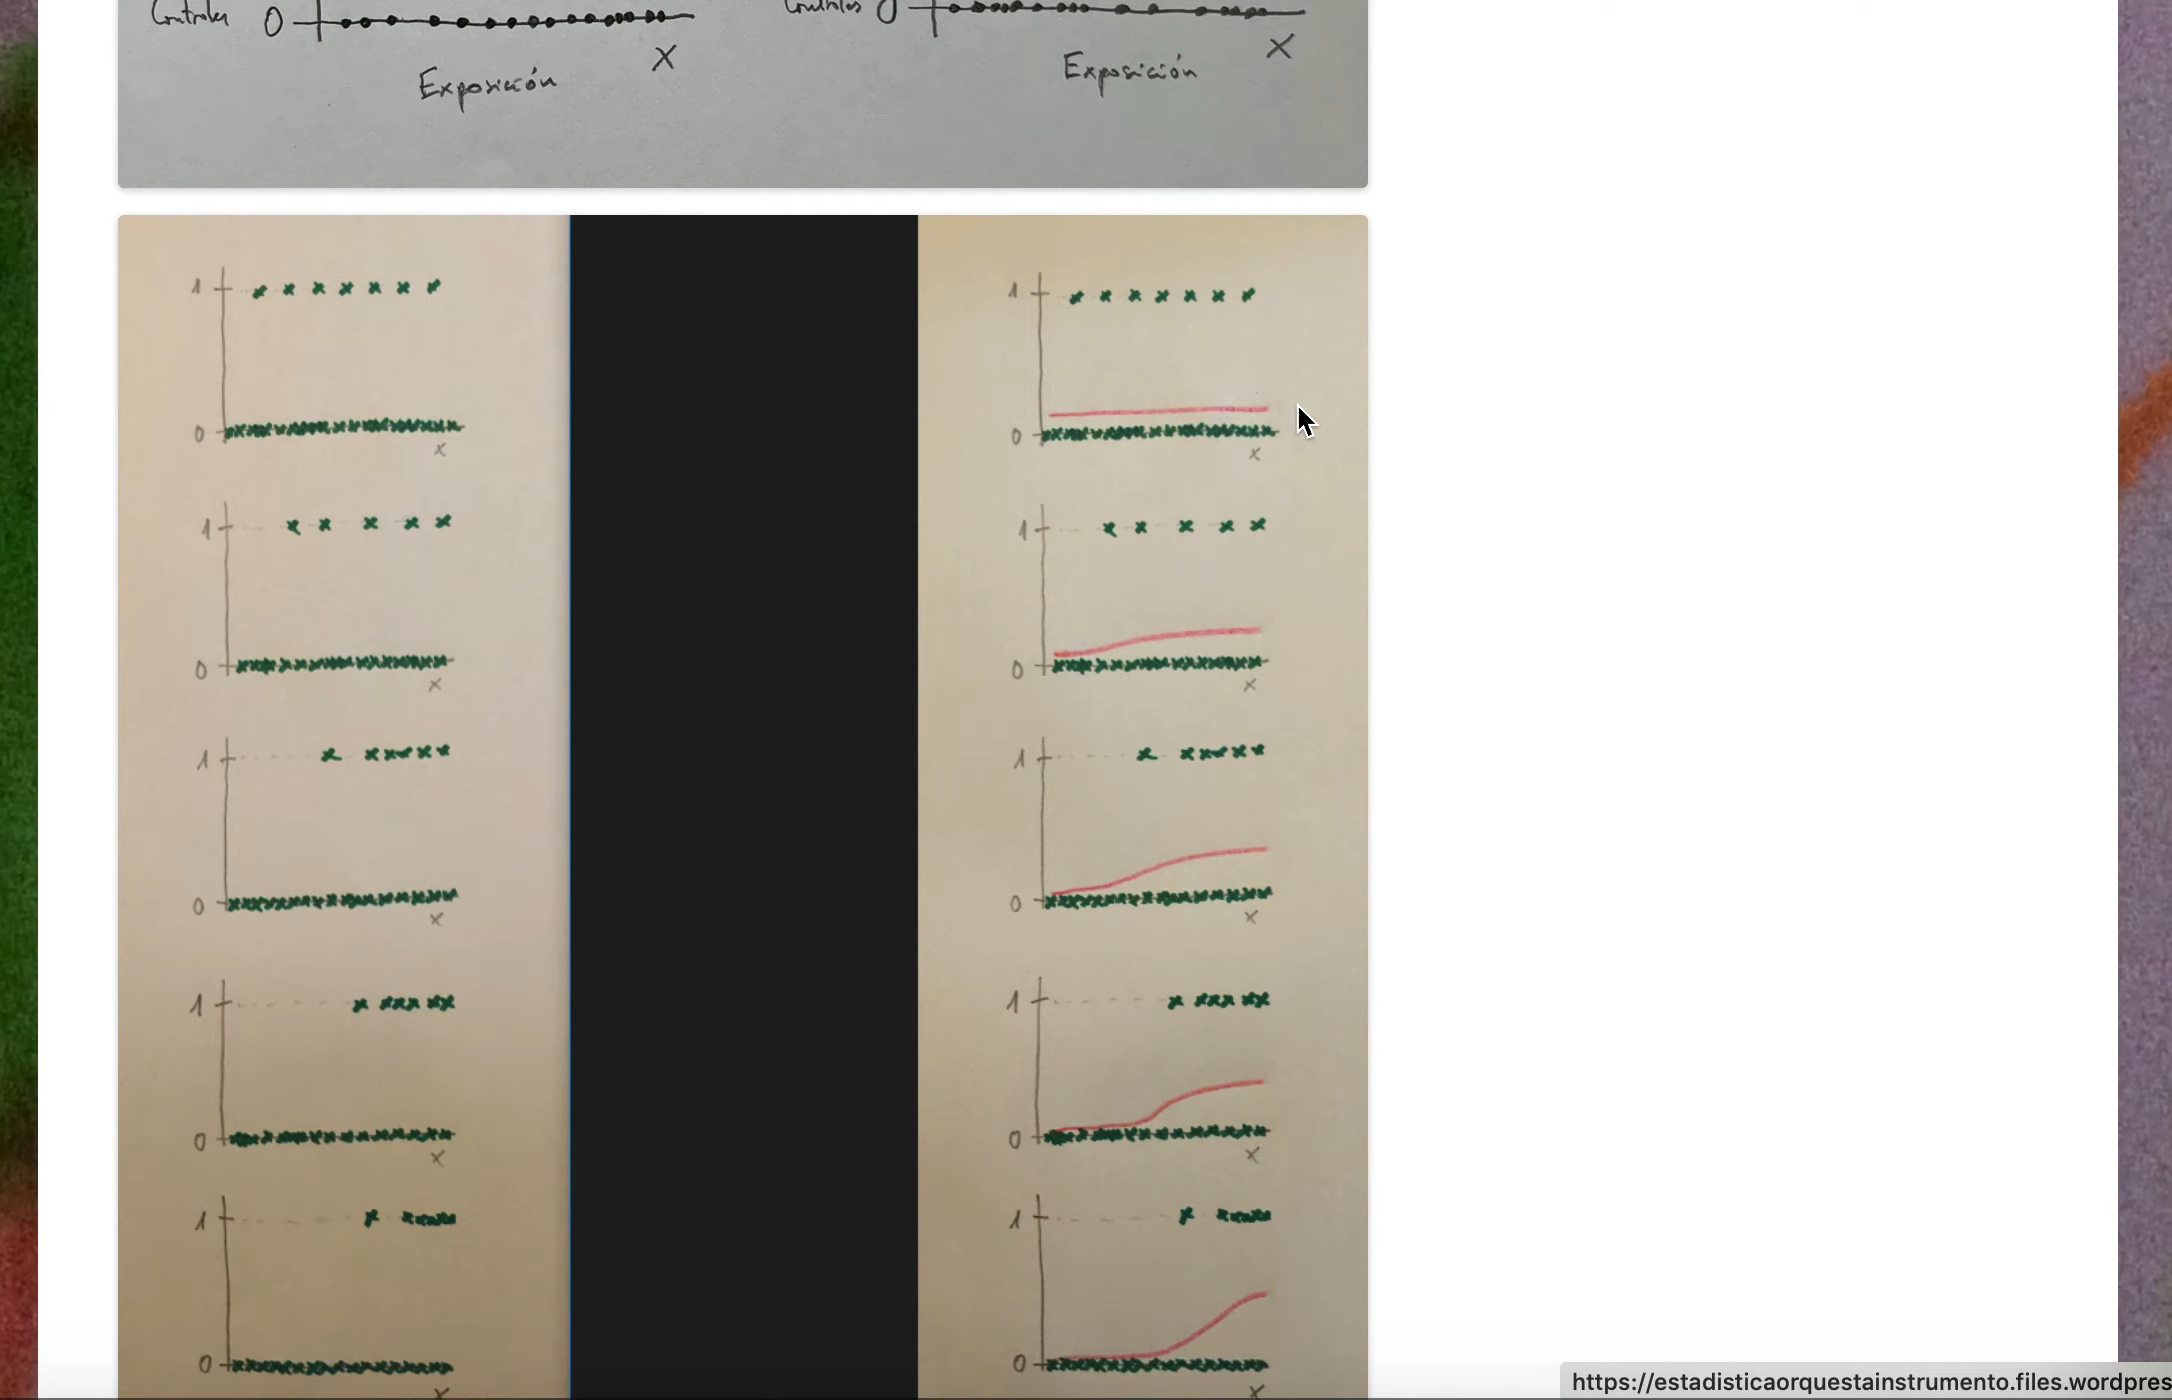 Controles 0
X
Exposición
Controles 0
X
Exposición
1
0
x
1
0
x
1
0
x
1
0
x
1
0
x
1
0
x
1
0
x
1
0
x
1
0
x
1
0
x
https://estadisticaorquestainstrumento.files.wordpres